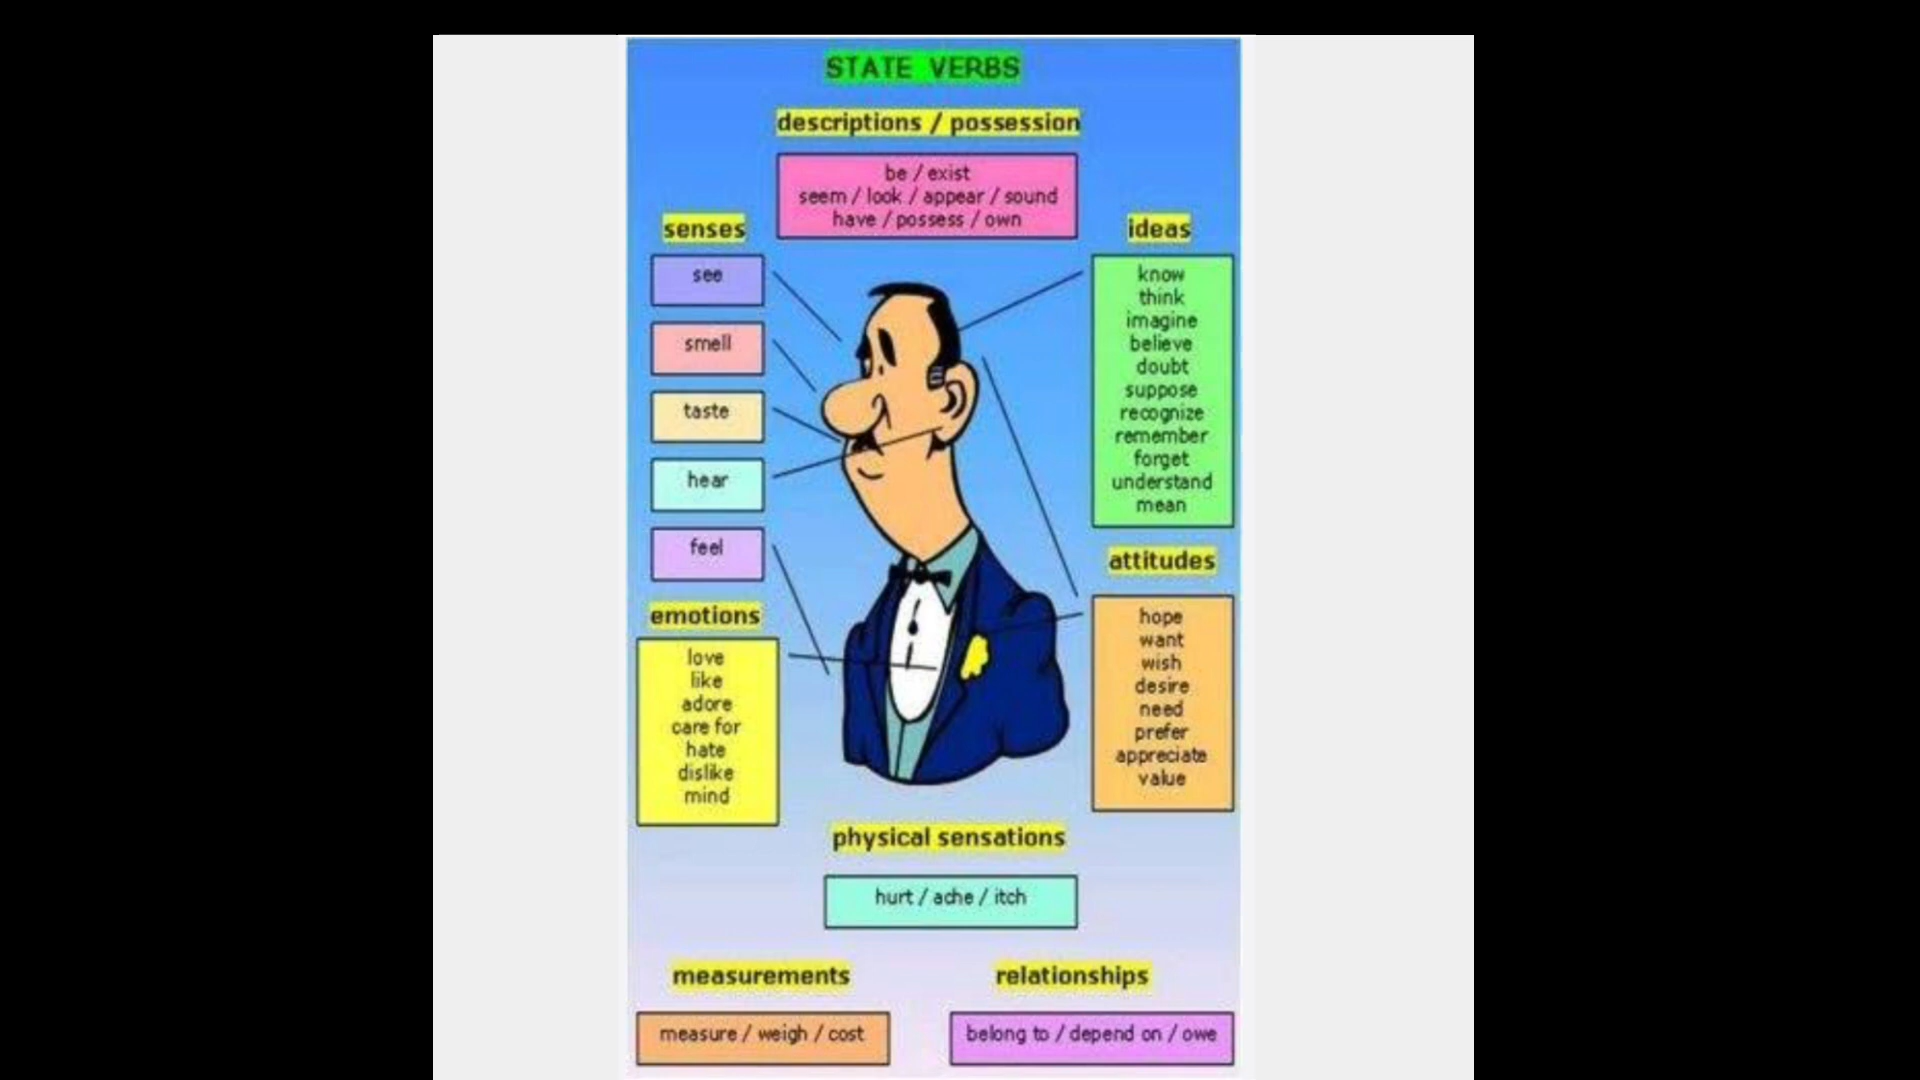 STATE VERBS
descriptions / possession
be / exist
seem / look / appear / sound
have / possess / own
senses
see
smell
taste
hear
feel
emotions
love
like
adore
care for
hate
dislike
mind
ideas
know
think
imagine
believe
doubt
suppose
recognize
remember
forget
understand
mean
attitudes
hope
want
wish
desire
need
prefer
appreciate
value
physical sensations
hurt / ache / itch
measurements
measure / weigh / cost
relationships
belong to / depend on / owe